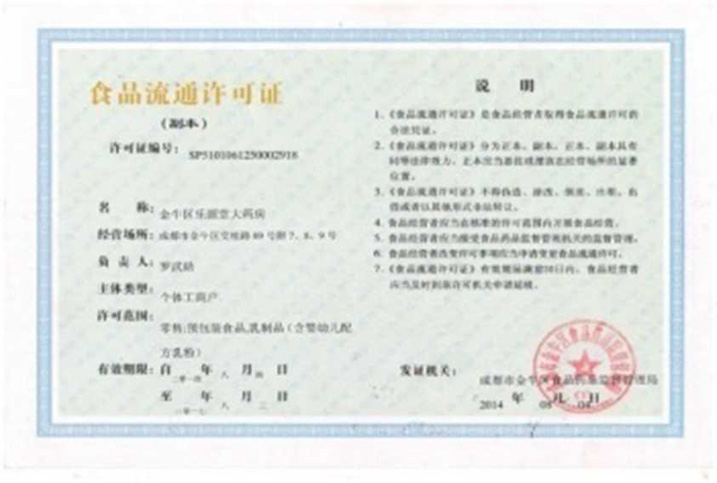 食品流通许可证
(副本)
许可证编号: SP5101061250002918
名 称: 金牛区乐源堂大药房
经营场所: 成都市金牛区交桂路89号附7、8、9号
负 责 人: 罗武
主体类型: 个体工商户
许可范围: 零售:预包装食品,乳制品(含婴幼儿配
方乳粉)
有效期限: 自 二零一四 年 八 月 四 日
至 二零一七 年 八 月 三 日
说 明
1、《食品流通许可证》是食品经营者取得食品流通许可的
合法凭证。
2、《食品流通许可证》分为正本、副本。正本、副本具有
同等法律效力。正本应当悬挂或摆放在经营场所的显著
位置。
3、《食品流通许可证》不得伪造、涂改、倒卖、出租、出
借或者以其他形式非法转让。
4、食品经营者应当在核准的许可范围内开展食品经营。
5、食品经营者应当接受食品药品监督管理机关的监督管理。
6、食品经营者改变许可事项应当申请变更食品流通许可。
7、《食品流通许可证》有效期届满前30日内，食品经营者
应当及时到原许可机关申请延续。
发证机关: 成都市金牛区食品药品监督管理局
2014 年 08 月 04 日